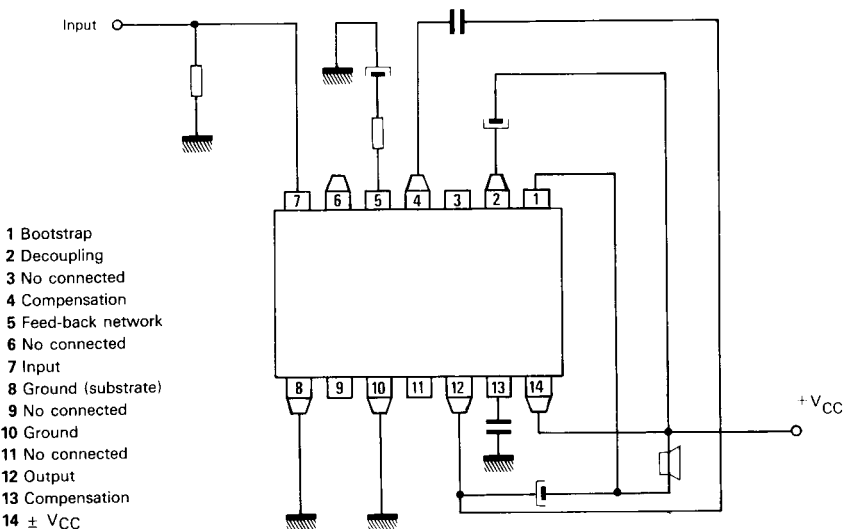 Input
7 6 5 4 3 2 1
1 Bootstrap
2 Decoupling
3 No connected
4 Compensation
5 Feed-back network
6 No connected
7 Input
8 Ground (substrate)
9 No connected
10 Ground
11 No connected
12 Output
13 Compensation
14 ± VCC
8 9 10 11 12 13 14
+ VCC